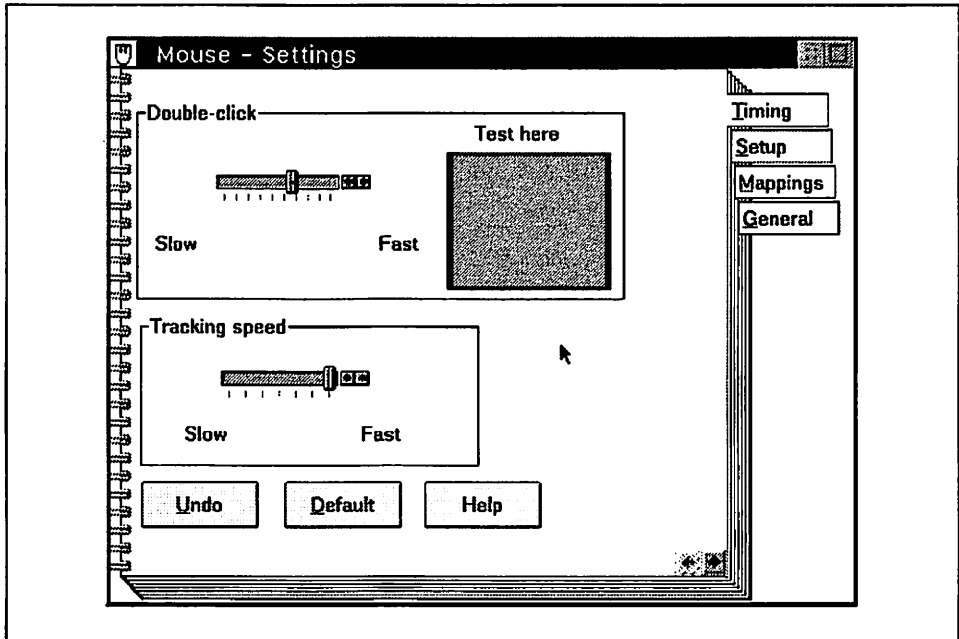 Mouse - Settings
Double-click
Test here
Slow
Fast
Tracking speed
Slow
Fast
Undo
Default
Help
Timing
Setup
Mappings
General